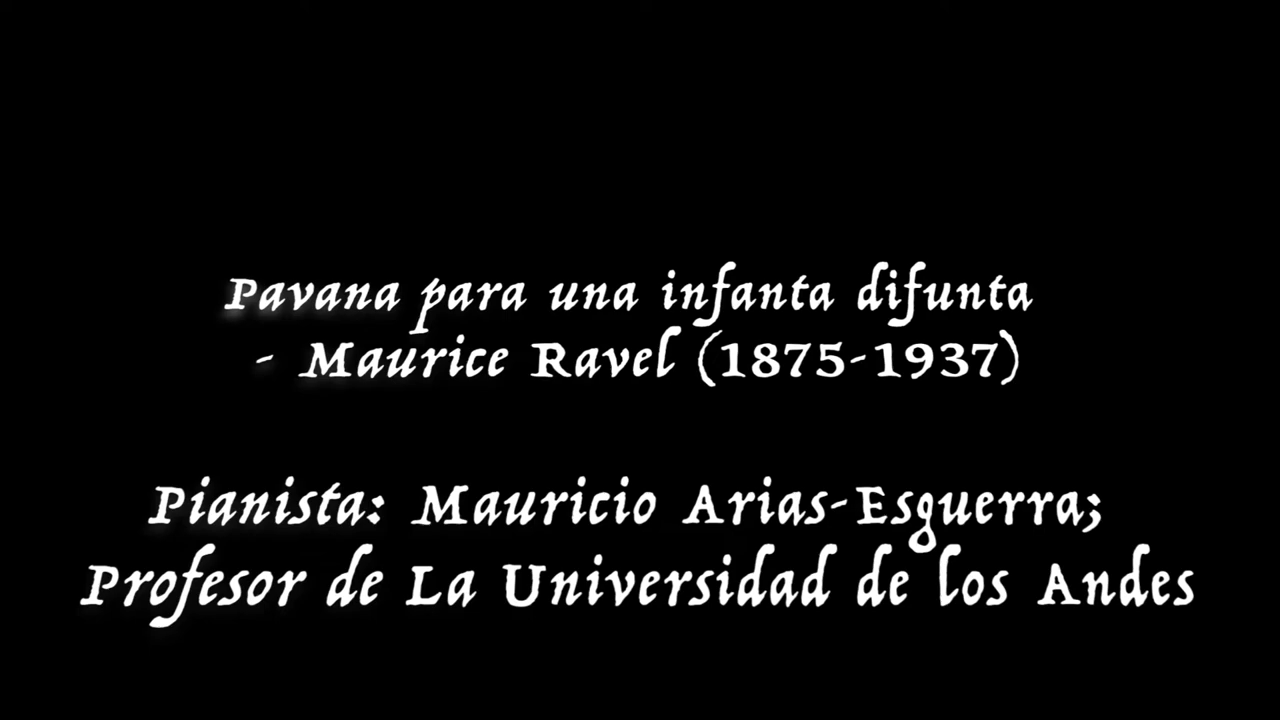 Pavana para una infanta difunta
- Maurice Ravel (1875-1937)
Pianista: Mauricio Arias-Esguerra;
Profesor de La Universidad de los Andes